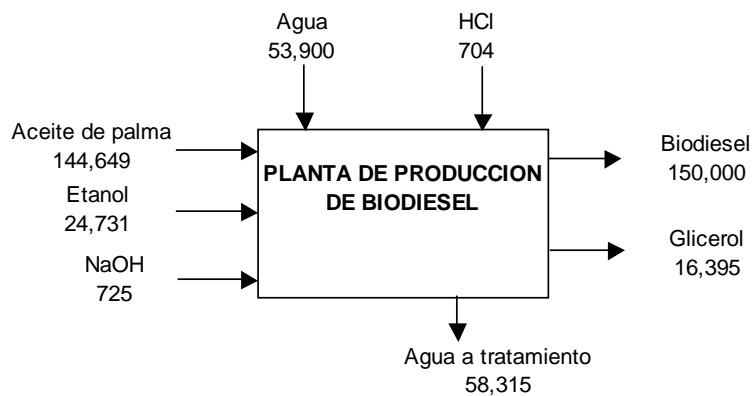 Agua
53,900
HCl
704
Aceite de palma
144,649
Etanol
24,731
NaOH
725
PLANTA DE PRODUCCION
DE BIODIESEL
Biodiesel
150,000
Glicerol
16,395
Agua a tratamiento
58,315